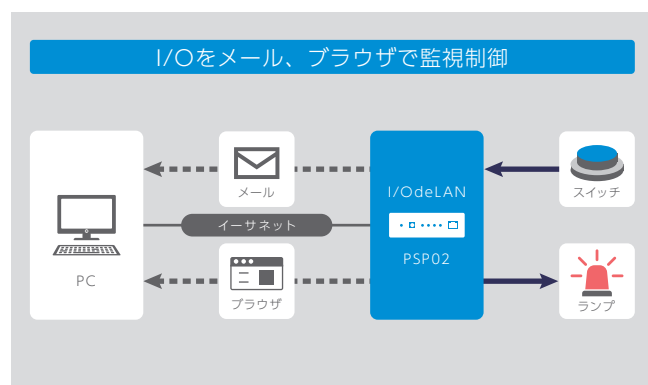 I/Oをメール、ブラウザで監視制御
メール
I/OdeLAN
スイッチ
イーサネット
PSP02
PC
ブラウザ
ランプ